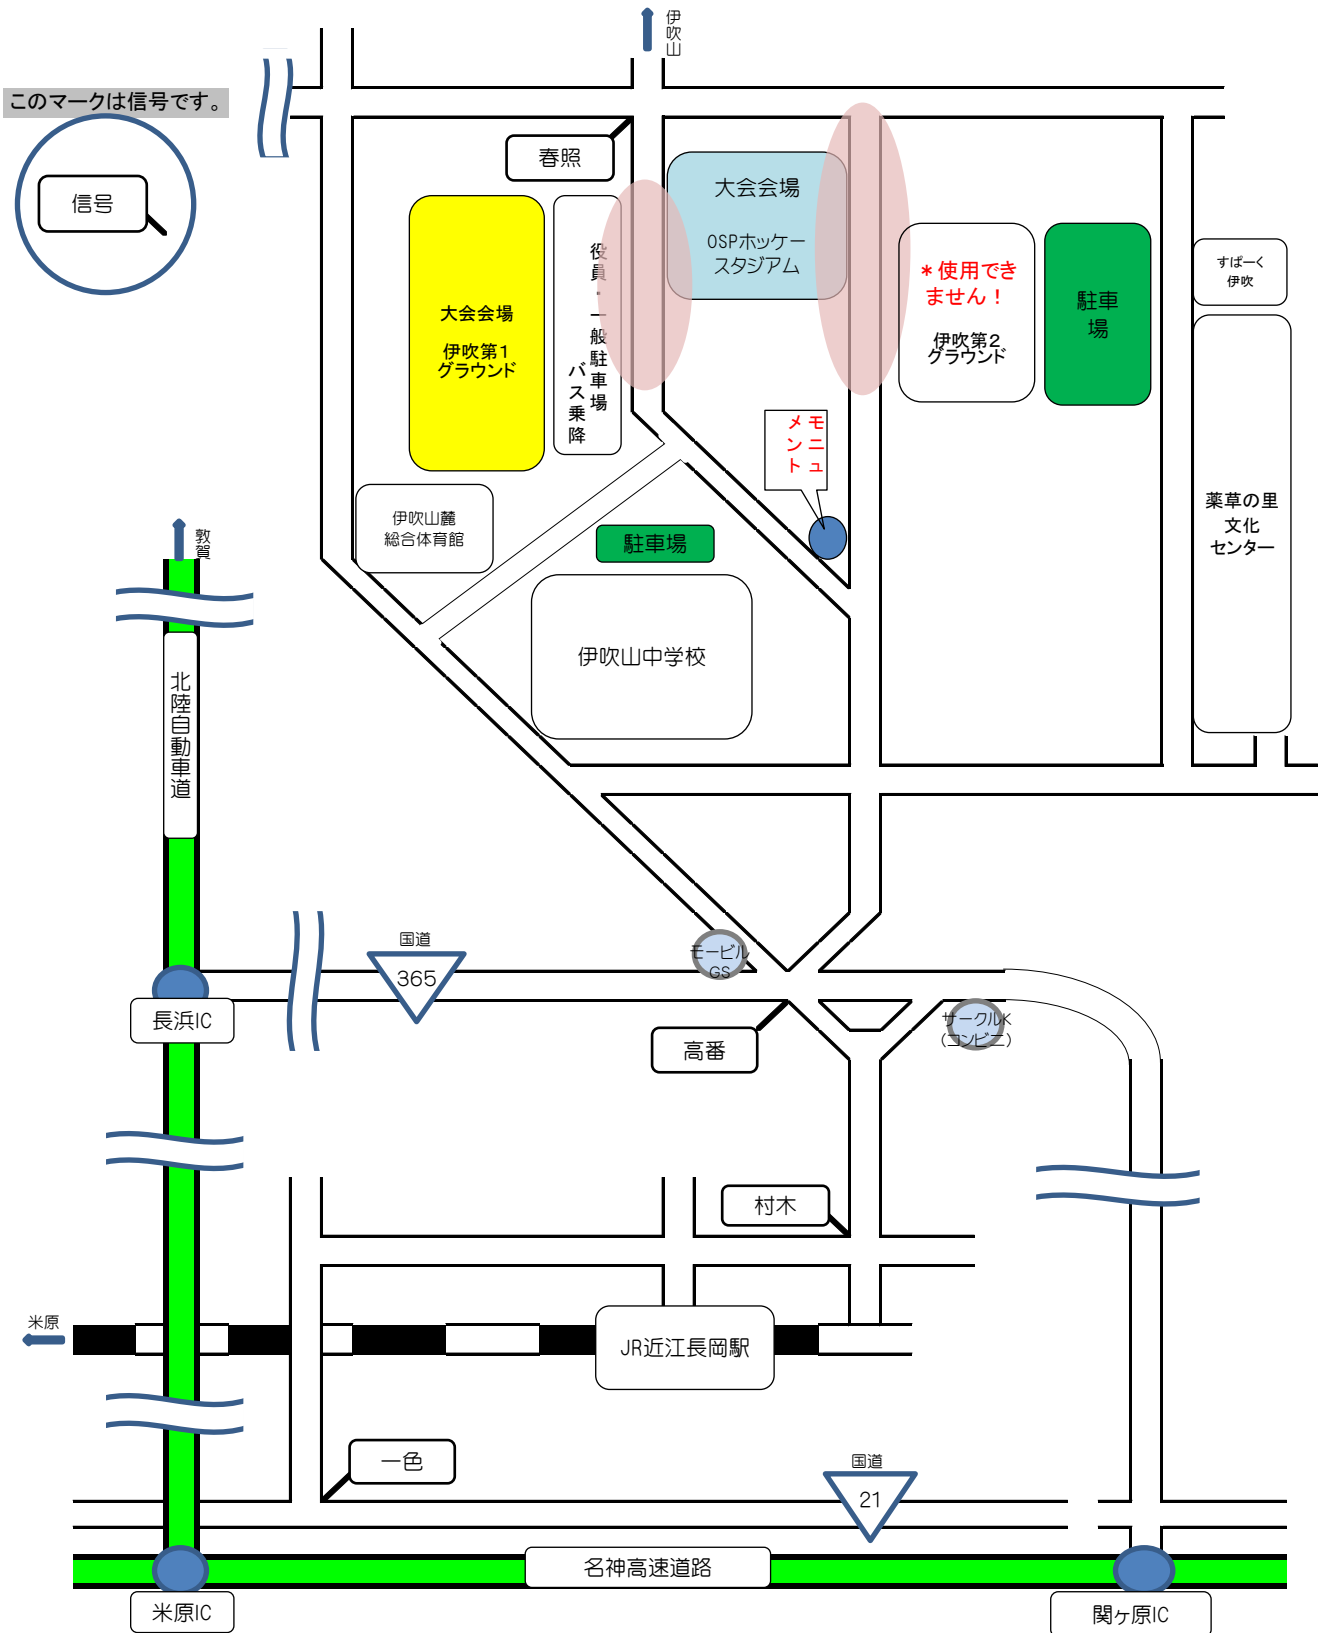 伊吹山
このマークは信号です。
信号
春照
大会会場
OSPホッケー
スタジアム
大会会場
伊吹第1
グラウンド
役員・一般駐車場
バス乗降
＊使用でき
ません！
伊吹第2
グラウンド
駐車
場
すぱーく
伊吹
モニュ
メント
薬草の里
文化
センター
伊吹山麓
総合体育館
駐車場
伊吹山中学校
敦賀
北陸自動車道
国道
365
モービル
GS
長浜IC
高番
サークルK
(コンビニ)
村木
米原
JR近江長岡駅
一色
国道
21
名神高速道路
米原IC
関ヶ原IC